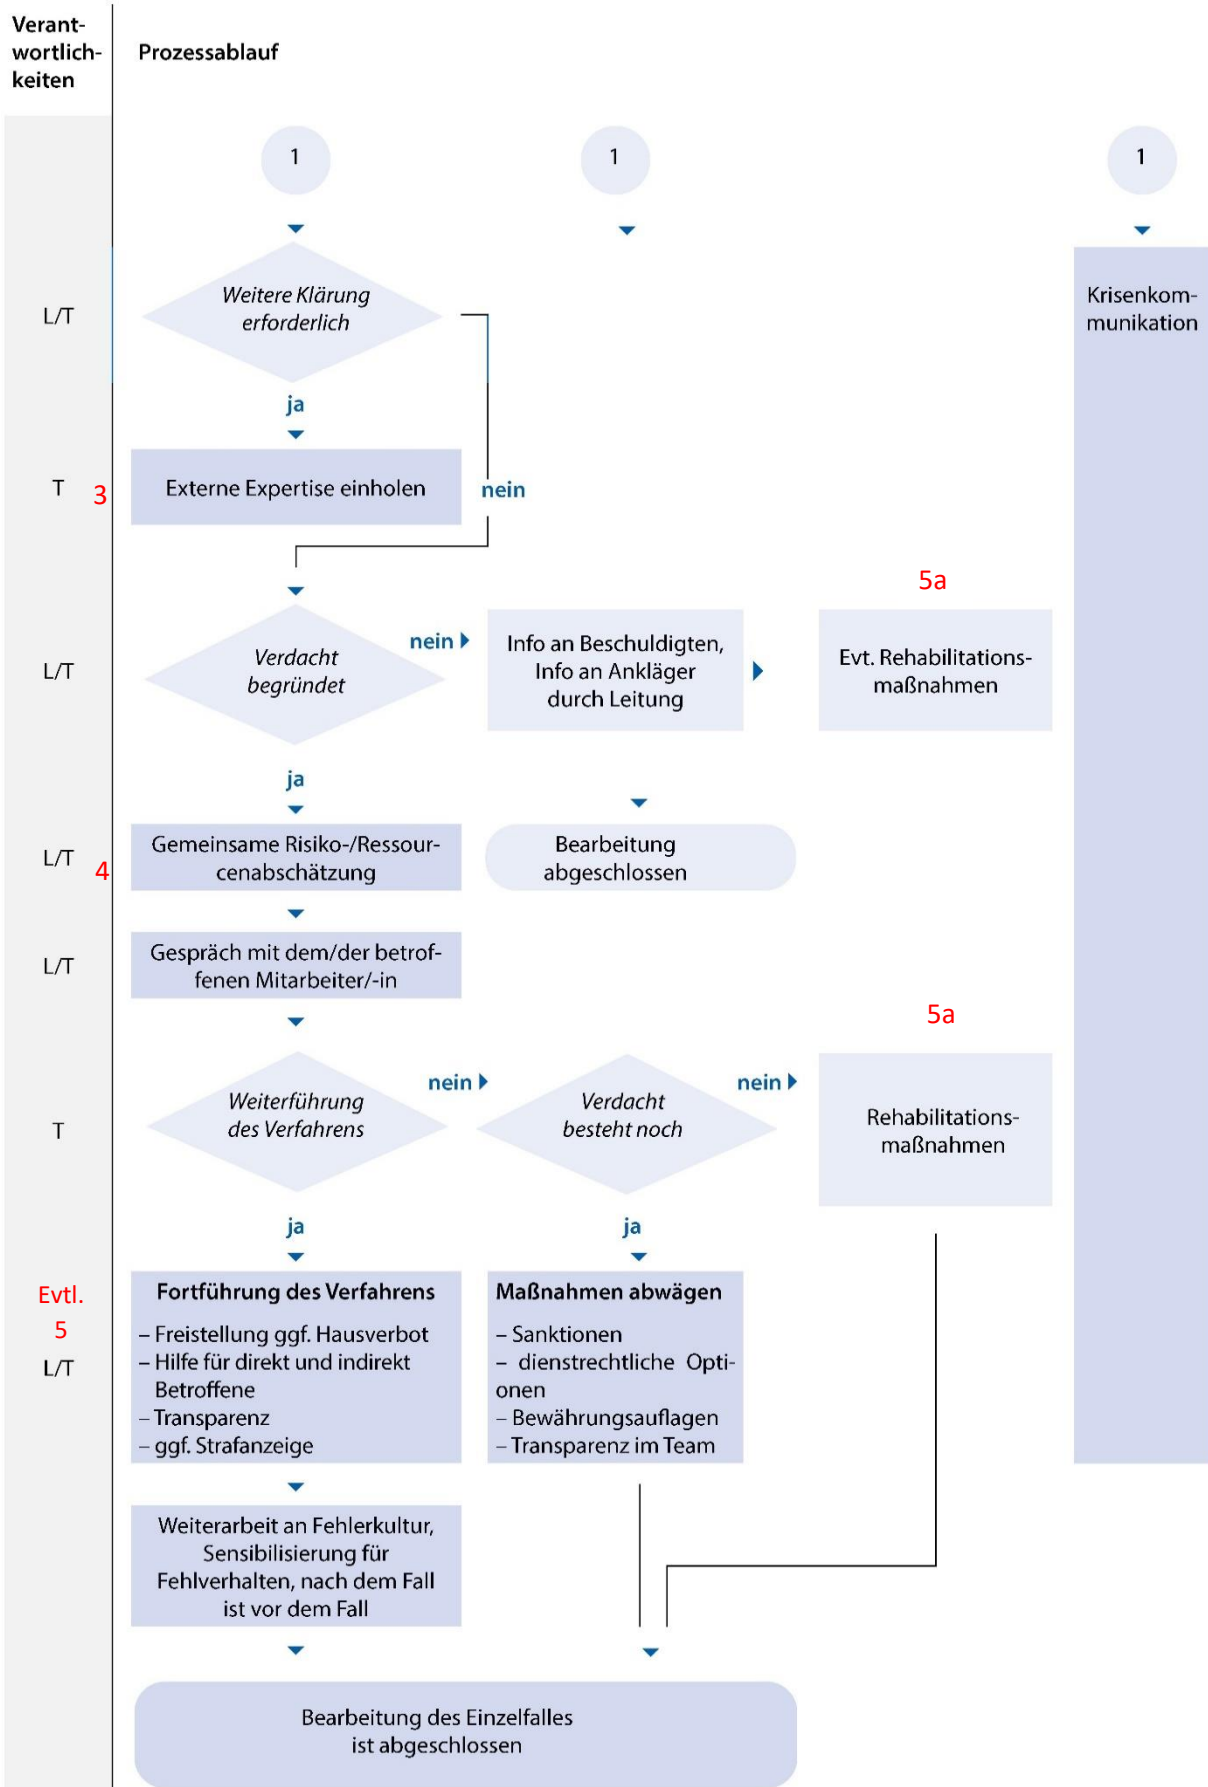 Verant-
wortlich-
keiten
Prozessablauf
1
1
1
L/T
Weitere Klärung
erforderlich
Krisenkom-
munikation
ja
T
3
Externe Expertise einholen
nein
5a
L/T
Verdacht
begründet
nein
Info an Beschuldigten,
Info an Ankläger
durch Leitung
Evt. Rehabilitations-
maßnahmen
ja
L/T
4
Gemeinsame Risiko-/Ressour-
cenabschätzung
Bearbeitung
abgeschlossen
L/T
Gespräch mit dem/der betrof-
fenen Mitarbeiter/-in
5a
T
Weiterführung
des Verfahrens
nein
Verdacht
besteht noch
nein
Rehabilitations-
maßnahmen
ja
ja
Evtl.
5
L/T
Fortführung des Verfahrens
– Freistellung ggf. Hausverbot
– Hilfe für direkt und indirekt
Betroffene
– Transparenz
– ggf. Strafanzeige
Maßnahmen abwägen
– Sanktionen
– dienstrechtliche Opti-
onen
– Bewährungsauflagen
– Transparenz im Team
Weiterarbeit an Fehlerkultur,
Sensibilisierung für
Fehlverhalten, nach dem Fall
ist vor dem Fall
Bearbeitung des Einzelfalles
ist abgeschlossen